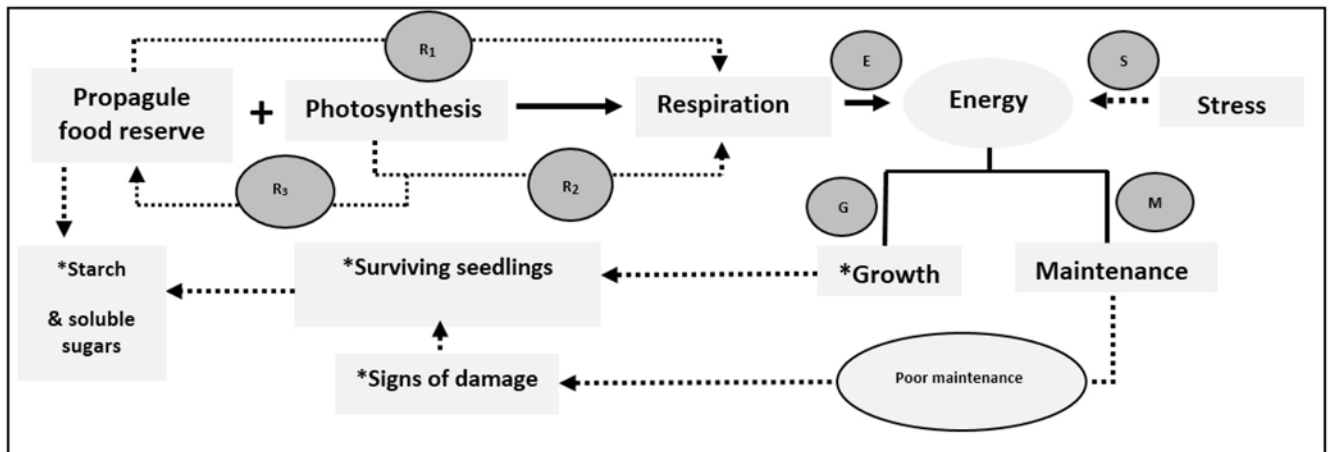 R1
Propagule
food reserve
+
Photosynthesis
Respiration
E
Energy
S
Stress
R3
R2
G
M
*Starch
& soluble
sugars
*Surviving seedlings
*Growth
Maintenance
*Signs of damage
Poor maintenance